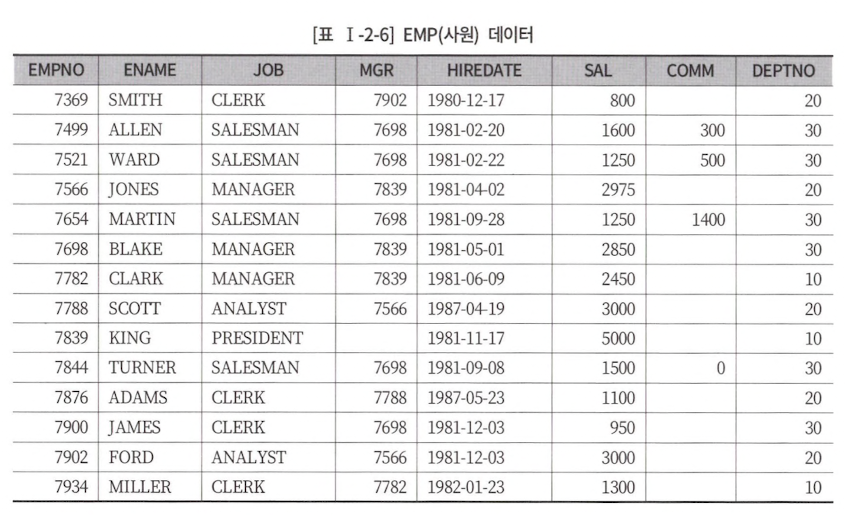 [표 Ⅰ-2-6] EMP(사원) 데이터
EMPNO ENAME JOB MGR HIREDATE SAL COMM DEPTNO
7369 SMITH CLERK 7902 1980-12-17 800 20
7499 ALLEN SALESMAN 7698 1981-02-20 1600 300 30
7521 WARD SALESMAN 7698 1981-02-22 1250 500 30
7566 JONES MANAGER 7839 1981-04-02 2975 20
7654 MARTIN SALESMAN 7698 1981-09-28 1250 1400 30
7698 BLAKE MANAGER 7839 1981-05-01 2850 30
7782 CLARK MANAGER 7839 1981-06-09 2450 10
7788 SCOTT ANALYST 7566 1987-04-19 3000 20
7839 KING PRESIDENT 1981-11-17 5000 10
7844 TURNER SALESMAN 7698 1981-09-08 1500 0 30
7876 ADAMS CLERK 7788 1987-05-23 1100 20
7900 JAMES CLERK 7698 1981-12-03 950 30
7902 FORD ANALYST 7566 1981-12-03 3000 20
7934 MILLER CLERK 7782 1982-01-23 1300 10